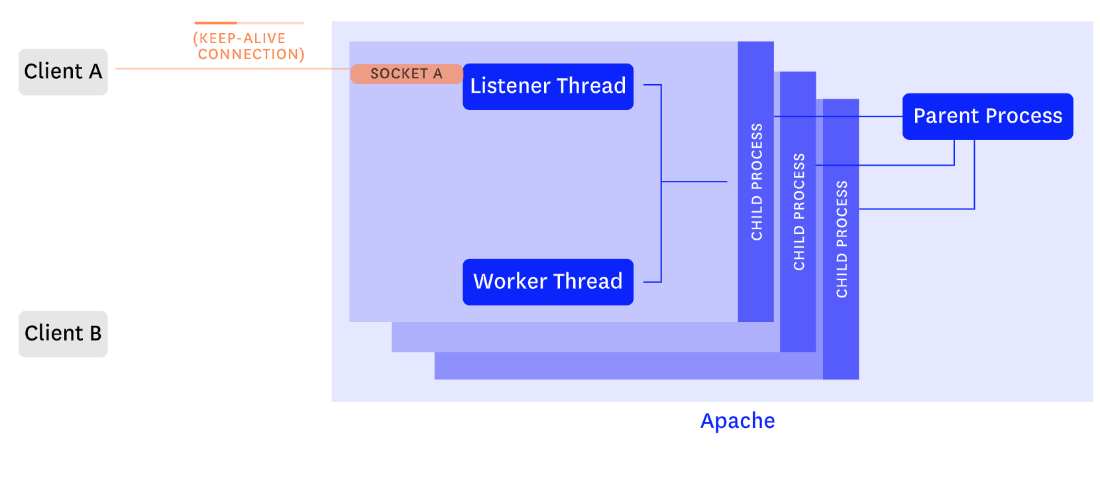 (KEEP-ALIVE
CONNECTION)
Client A
SOCKET A
Listener Thread
Parent Process
CHILD PROCESS
CHILD PROCESS
CHILD PROCESS
Worker Thread
Client B
Apache